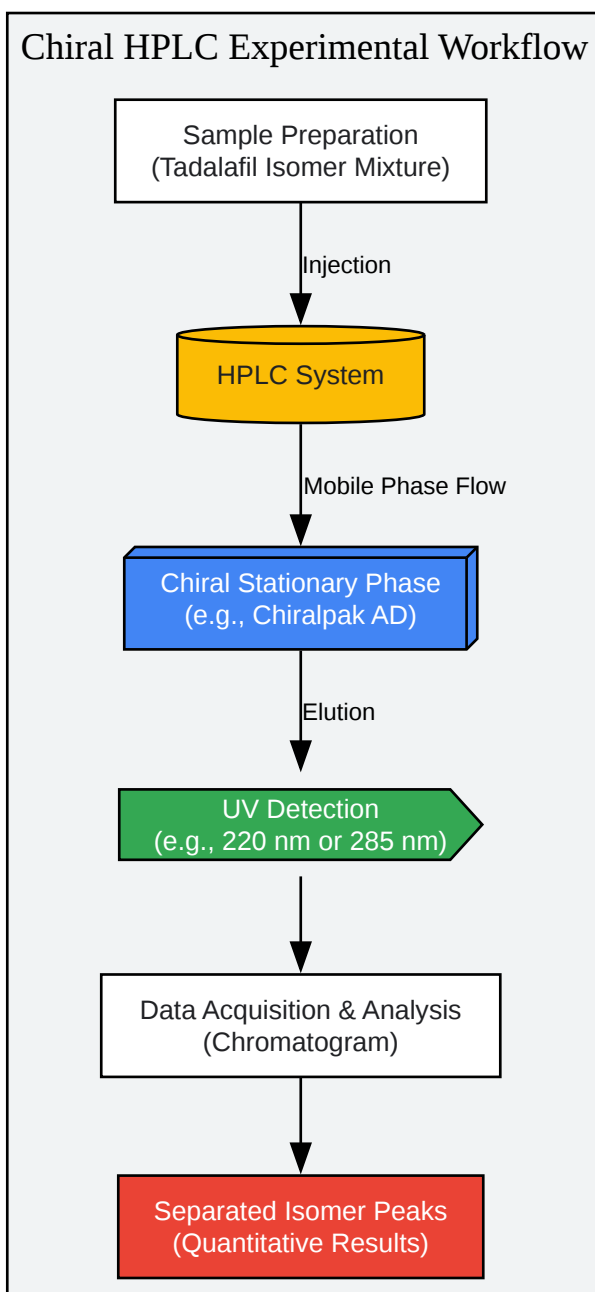 Chiral HPLC Experimental Workflow
Sample Preparation
(Tadalafil Isomer Mixture)
Injection
HPLC System
Mobile Phase Flow
Chiral Stationary Phase
(e.g., Chiralpak AD)
Elution
UV Detection
(e.g., 220 nm or 285 nm)
Data Acquisition & Analysis
(Chromatogram)
Separated Isomer Peaks
(Quantitative Results)